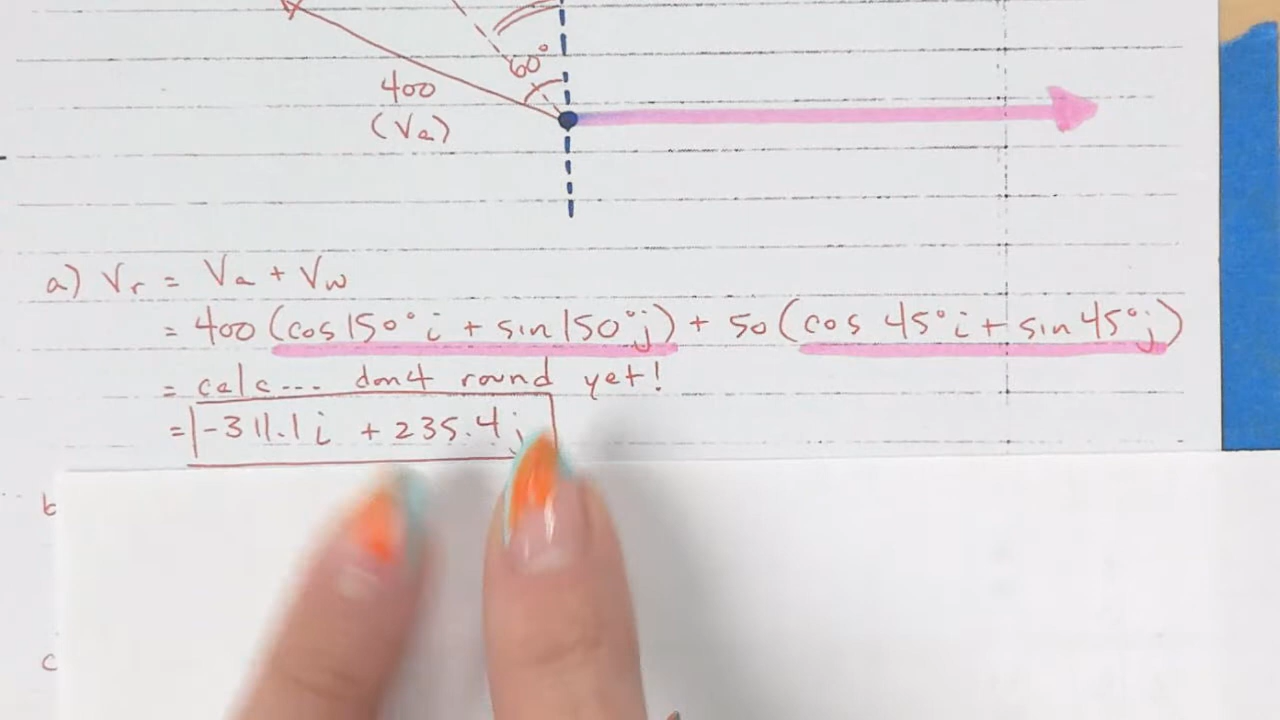 60°
400
(Va)
a) Vr = Va + Vw
= 400 (cos 150° i + sin 150° j) + 50 (cos 45° i + sin 45° j)
= calc... don4 round yet!
= -311.1 i + 235.4 j
b
c